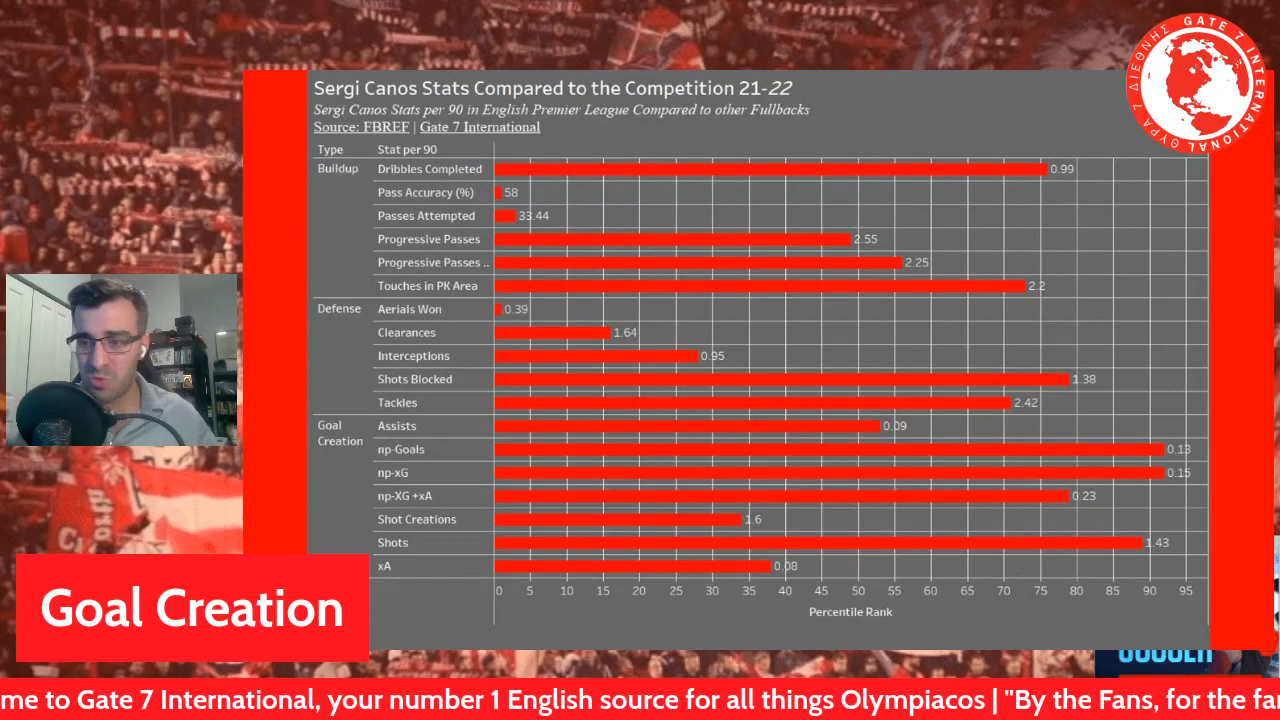 Sergi Canos Stats Compared to the Competition 21-22
Sergi Canos Stats per 90 in English Premier League Compared to other Fullbacks
Source: FBREF | Gate 7 International
Type Stat per 90
Buildup Dribbles Completed 0.99
Pass Accuracy (%) 58
Passes Attempted 33.44
Progressive Passes 2.55
Progressive Passes .. 2.25
Touches in PK Area 2.2
Defense Aerials Won 0.39
Clearances 1.64
Interceptions 0.95
Shots Blocked 1.38
Tackles 2.42
Goal Creation Assists 0.09
np-Goals 0.13
np-xG 0.15
np-XG +xA 0.23
Shot Creations 1.6
Shots 1.43
xA 0.08
0 5 10 15 20 25 30 35 40 45 50 55 60 65 70 75 80 85 90 95
Percentile Rank
GATE 7 INTERNATIONAL
ΘΥΡΑ 7 ΔΙΕΘΝΗΣ
Goal Creation
me to Gate 7 International, your number 1 English source for all things Olympiacos | "By the Fans, for the fa